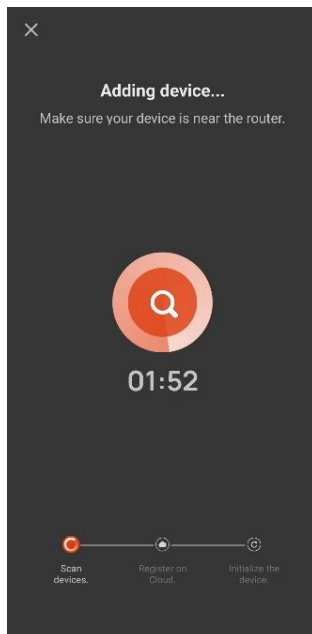 Adding device...
Make sure your device is near the router.
01:52
Scan
devices.
Register on
Cloud.
Initialize the
device.